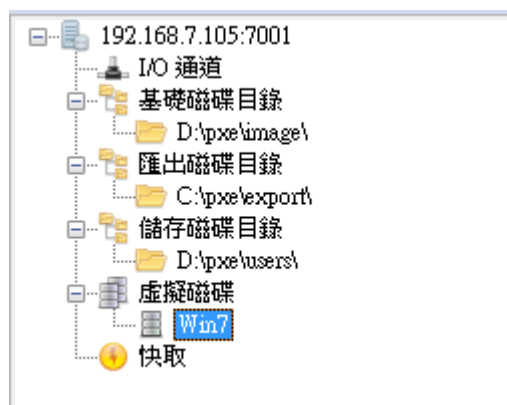 192.168.7.105:7001
I/O 通道
基礎磁碟目錄
D:\pxe\image\
匯出磁碟目錄
C:\pxe\export\
儲存磁碟目錄
D:\pxe\users\
虛擬磁碟
Win7
快取